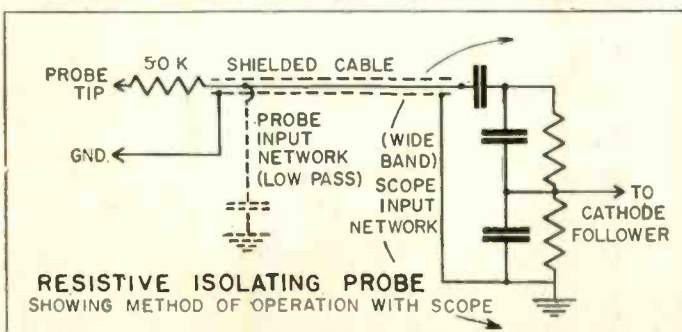 50 K
SHIELDED CABLE
PROBE
TIP
GND.
PROBE
INPUT
NETWORK
(LOW PASS)
(WIDE
BAND)
SCOPE
INPUT
NETWORK
TO
CATHODE
FOLLOWER
RESISTIVE ISOLATING PROBE
SHOWING METHOD OF OPERATION WITH SCOPE